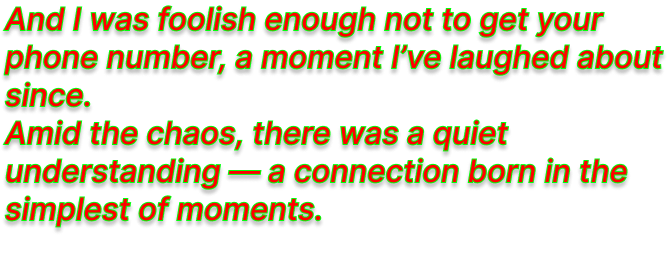 And I was foolish enough not to get your
phone number, a moment I’ve laughed about
since.
Amid the chaos, there was a quiet
understanding — a connection born in the
simplest of moments.